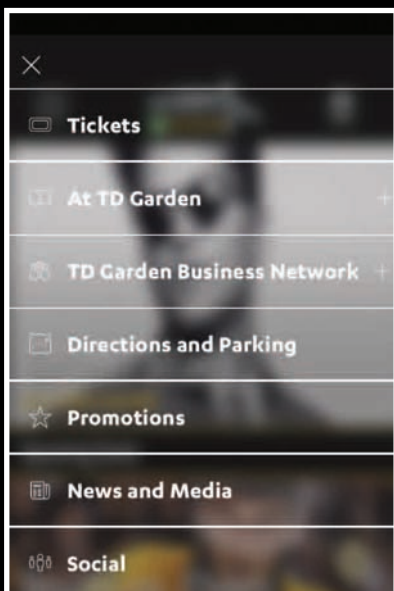 Tickets
At TD Garden
TD Garden Business Network
Directions and Parking
Promotions
News and Media
Social